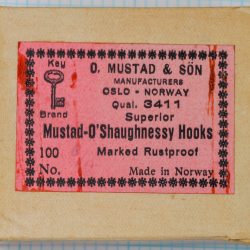 Key
Brand
O. MUSTAD & SÖN
MANUFACTURERS
OSLO - NORWAY
Qual. 3411
Superior
Mustad-O'Shaughnessy Hooks
100 Marked Rustproof
No. Made in Norway